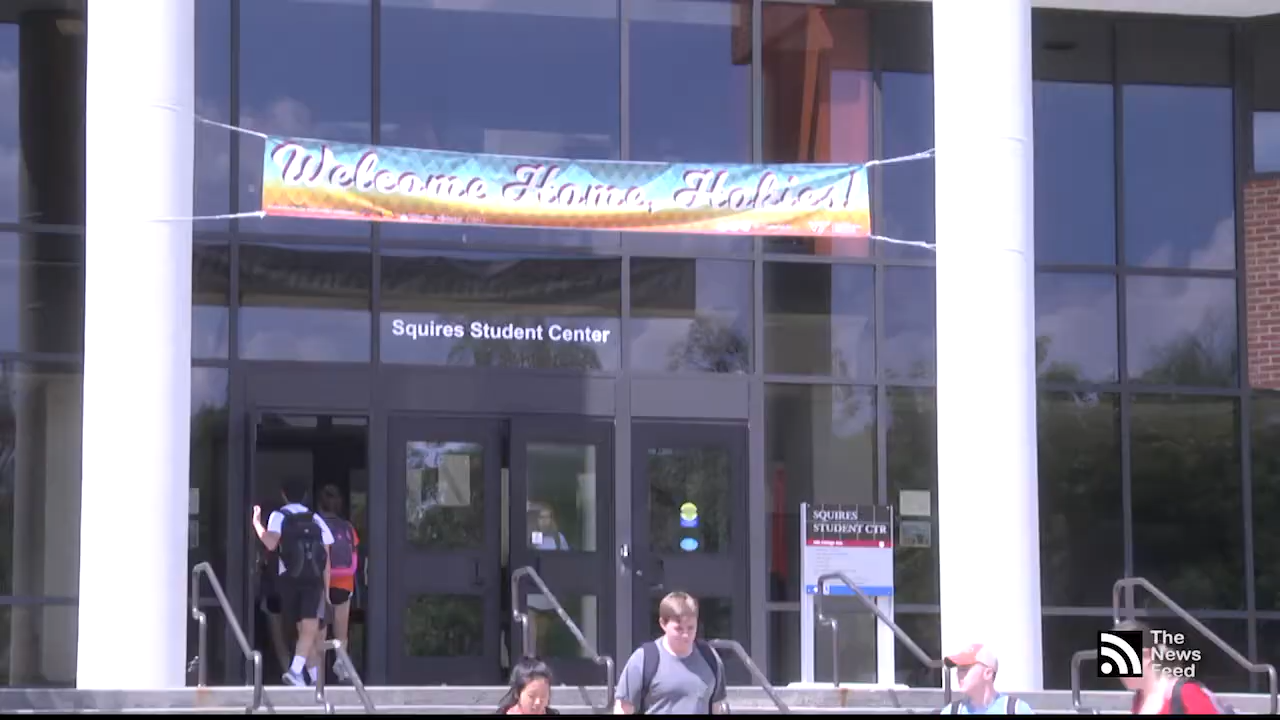 Welcome Home, Hokies!
Squires Student Center
SQUIRES
STUDENT CTR
The
News
Feed